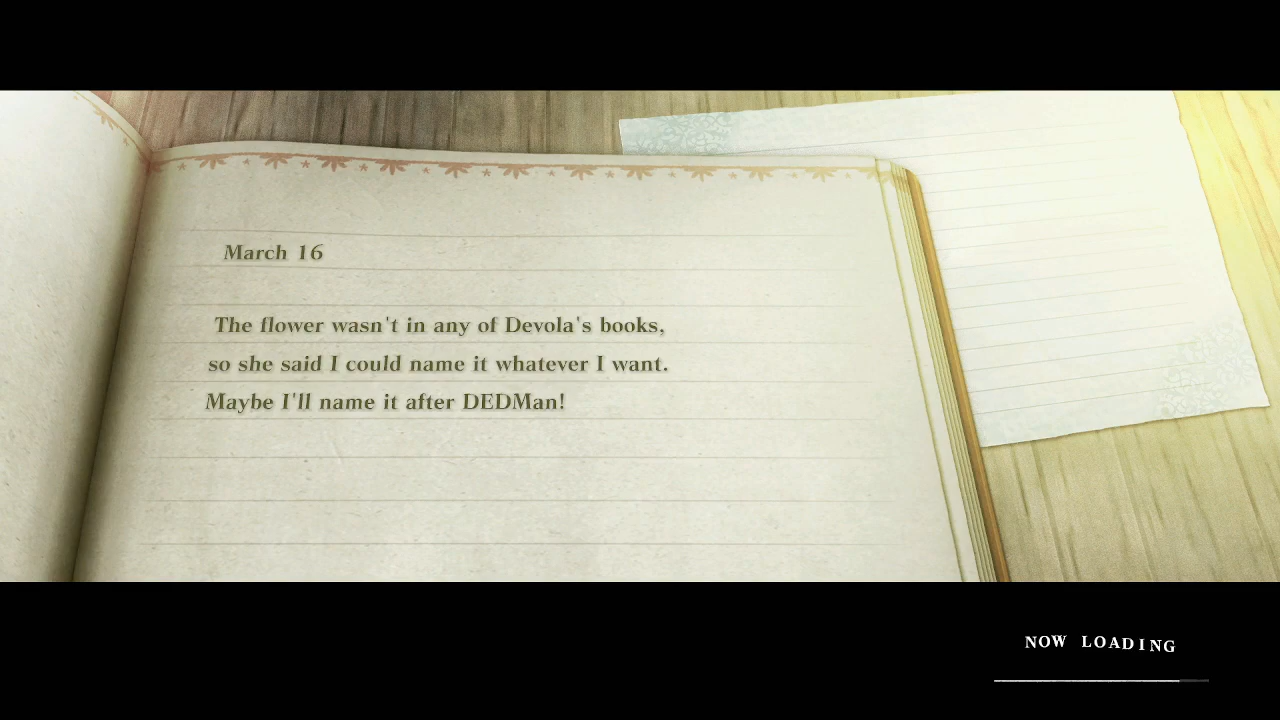 March 16
The flower wasn't in any of Devola's books,
so she said I could name it whatever I want.
Maybe I'll name it after DEDMan!
NOW LOADING